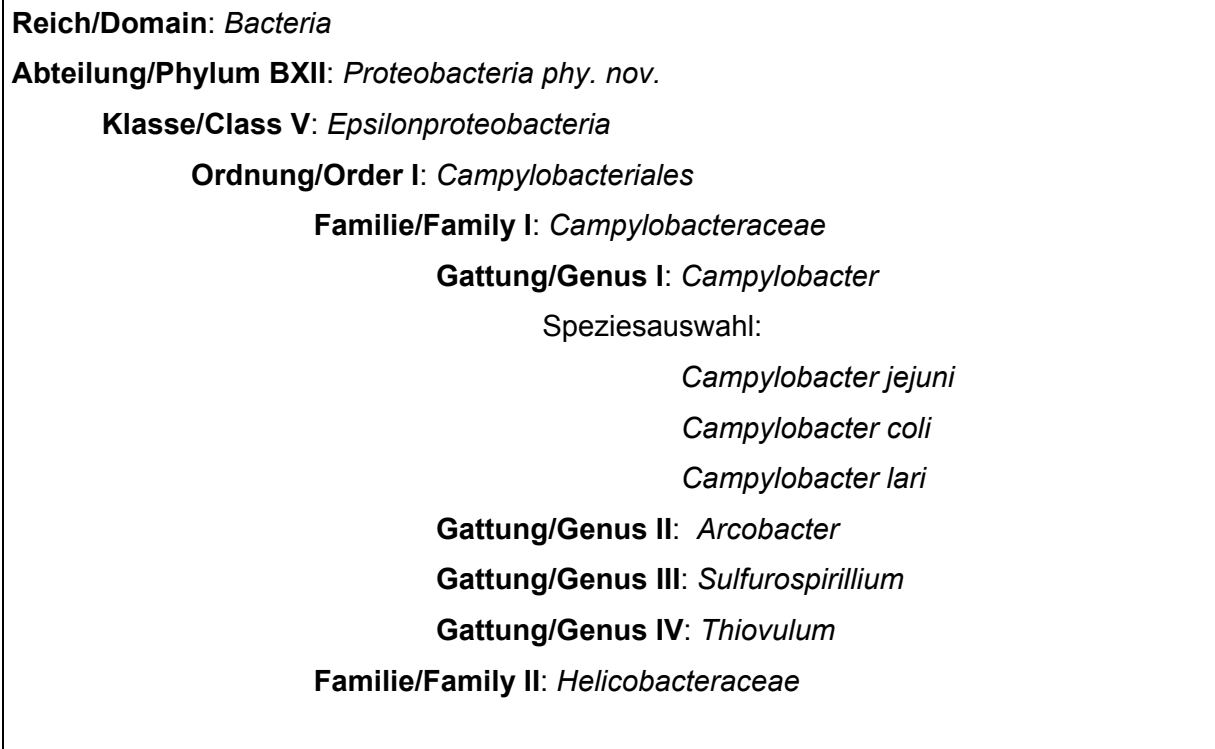 Reich/Domain: Bacteria
Abteilung/Phylum BXII: Proteobacteria phy. nov.
Klasse/Class V: Epsilonproteobacteria
Ordnung/Order I: Campylobacteriales
Familie/Family I: Campylobacteraceae
Gattung/Genus I: Campylobacter
Speziesauswahl:
Campylobacter jejuni
Campylobacter coli
Campylobacter lari
Gattung/Genus II: Arcobacter
Gattung/Genus III: Sulfurospirillium
Gattung/Genus IV: Thiovulum
Familie/Family II: Helicobacteraceae